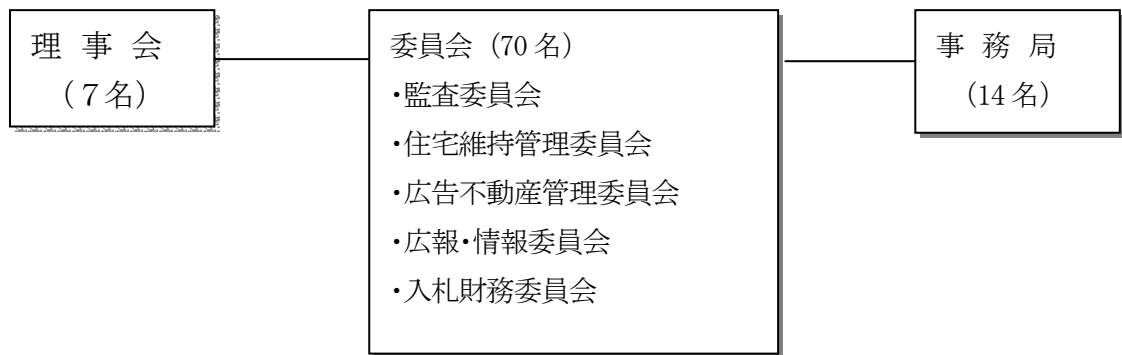 理 事 会
（７名）
委員会（70 名）
・監査委員会
・住宅維持管理委員会
・広告不動産管理委員会
・広報・情報委員会
・入札財務委員会
事 務 局
（14 名）